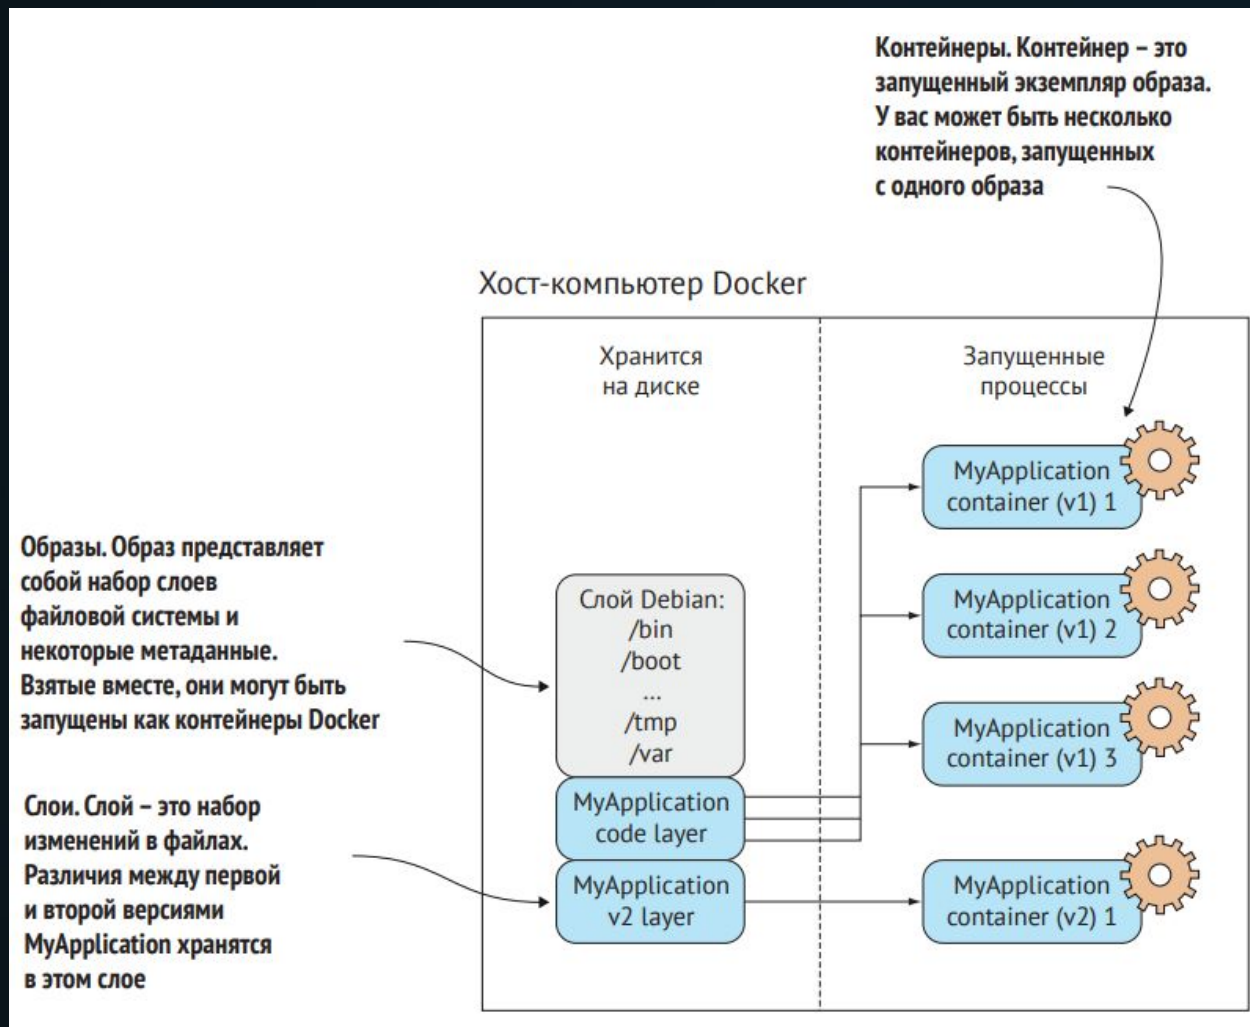 Контейнеры. Контейнер – это
запущенный экземпляр образа.
У вас может быть несколько
контейнеров, запущенных
с одного образа
Хост-компьютер Docker
Хранится
на диске
Запущенные
процессы
MyApplication
container (v1) 1
Образы. Образ представляет
собой набор слоев
файловой системы и
некоторые метаданные.
Взятые вместе, они могут быть
запущены как контейнеры Docker
Слой Debian:
/bin
/boot
...
/tmp
/var
MyApplication
container (v1) 2
MyApplication
container (v1) 3
Слои. Слой – это набор
изменений в файлах.
Различия между первой
и второй версиями
MyApplication хранятся
в этом слое
MyApplication
code layer
MyApplication
v2 layer
MyApplication
container (v2) 1